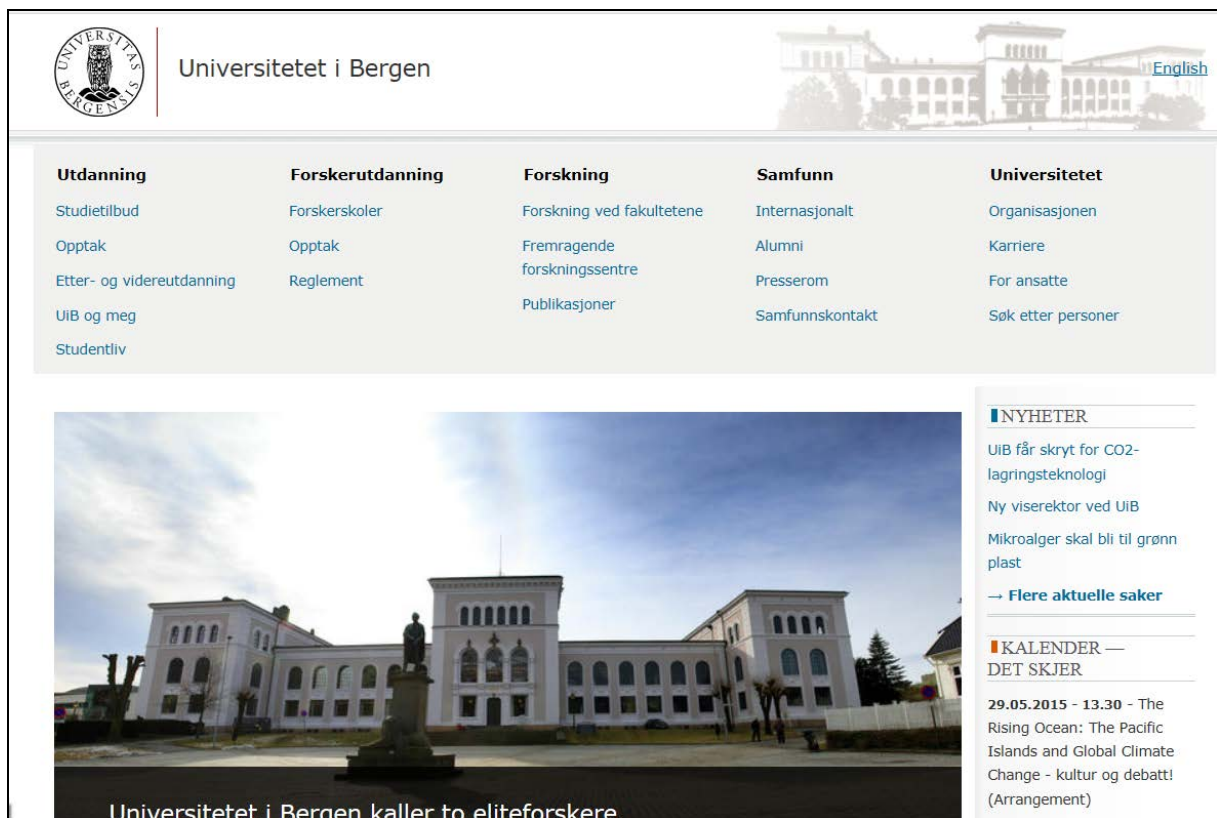 UNIVERSITAS BERGENSIS
Universitetet i Bergen
English
Utdanning
Studietilbud
Opptak
Etter- og videreutdanning
UiB og meg
Studentliv
Forskerutdanning
Forskerskoler
Opptak
Reglement
Forskning
Forskning ved fakultetene
Fremragende
forskningssentre
Publikasjoner
Samfunn
Internasjonalt
Alumni
Presserom
Samfunnskontakt
Universitetet
Organisasjonen
Karriere
For ansatte
Søk etter personer
Universitetet i Bergen kaller to eliteforskere
NYHETER
UiB får skryt for CO2-
lagringsteknologi
Ny viserektor ved UiB
Mikroalger skal bli til grønn
plast
→ Flere aktuelle saker
KALENDER —
DET SKJER
29.05.2015 - 13.30 - The
Rising Ocean: The Pacific
Islands and Global Climate
Change - kultur og debatt!
(Arrangement)